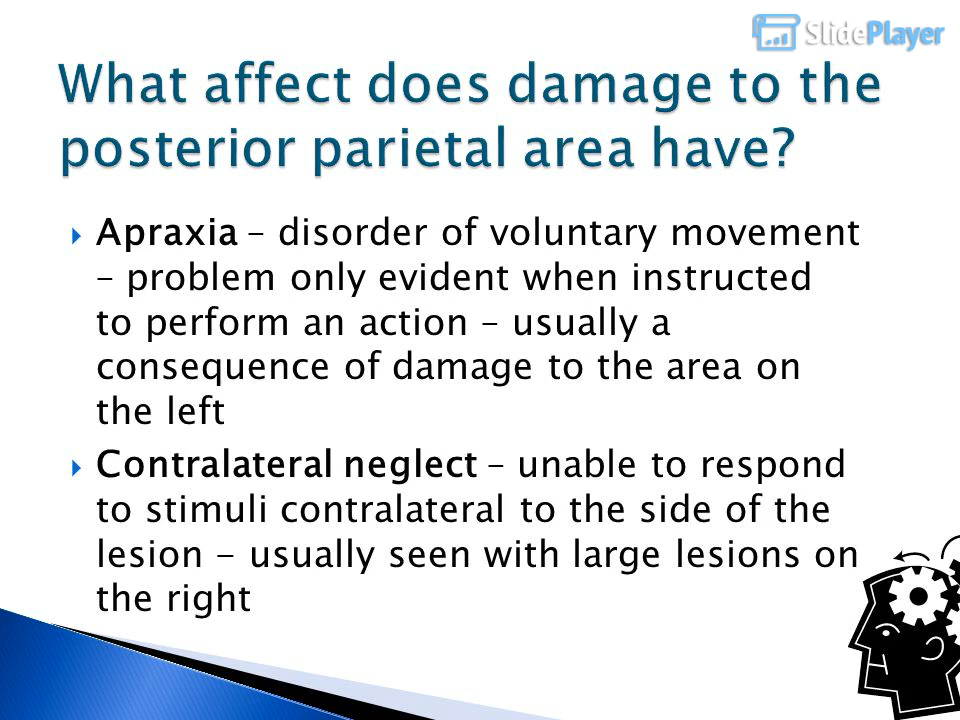 SlidePlayer
What affect does damage to the
posterior parietal area have?
Apraxia – disorder of voluntary movement
– problem only evident when instructed
to perform an action – usually a
consequence of damage to the area on
the left
Contralateral neglect – unable to respond
to stimuli contralateral to the side of the
lesion - usually seen with large lesions on
the right